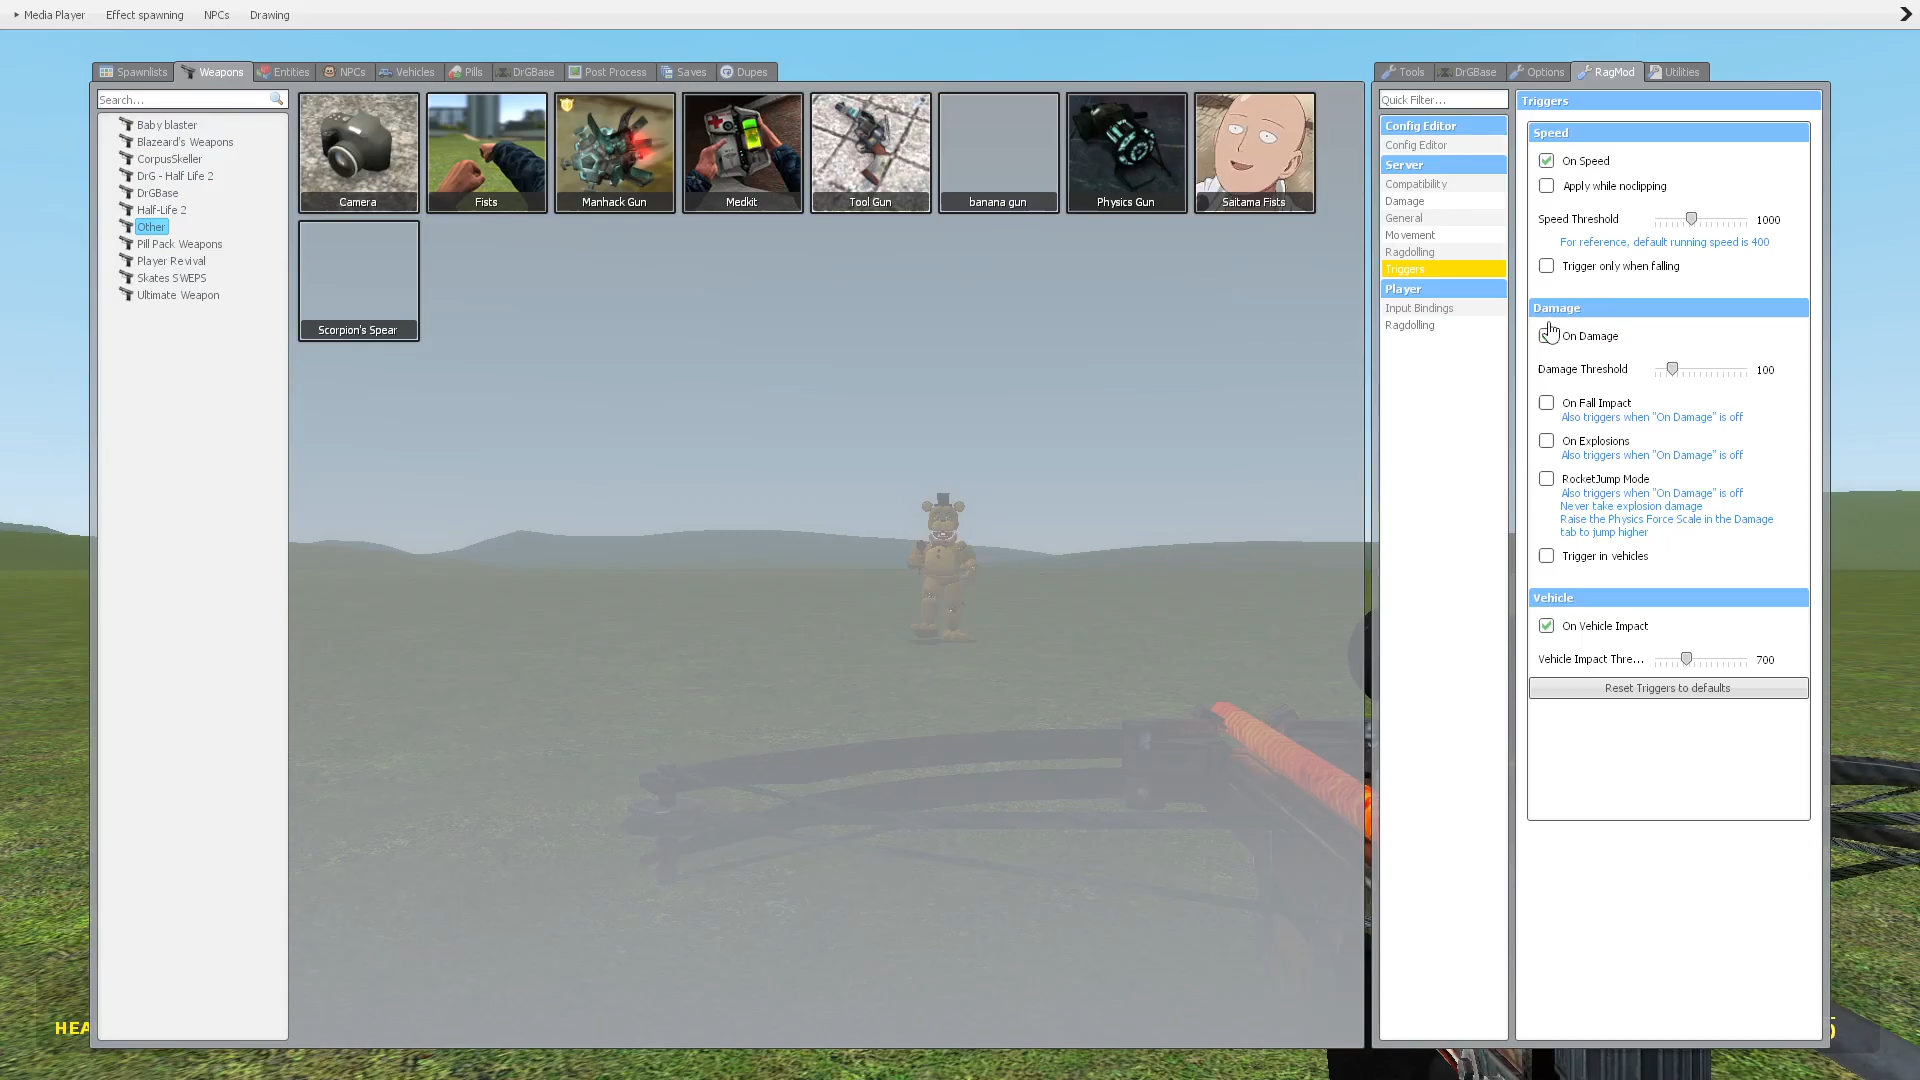 Media Player Effect spawning NPCs Drawing
Spawnlists Weapons Entities NPCs Vehicles Pills DrGBase Post Process Saves Dupes
Search...
Baby blaster
Blazeard's Weapons
CorpusSkeller
DrG - Half Life 2
DrGBase
Half-Life 2
Other
Pill Pack Weapons
Player Revival
Skates SWEPS
Ultimate Weapon
Camera Fists Manhack Gun Medkit Tool Gun banana gun Physics Gun Saitama Fists
Scorpion's Spear
Tools DrGBase Options RagMod Utilities
Quick Filter...
Config Editor
Config Editor
Server
Compatibility
Damage
General
Movement
Ragdolling
Triggers
Player
Input Bindings
Ragdolling
Triggers
Speed
On Speed
Apply while noclipping
Speed Threshold 1000
For reference, default running speed is 400
Trigger only when falling
Damage
On Damage
Damage Threshold 100
On Fall Impact
Also triggers when "On Damage" is off
On Explosions
Also triggers when "On Damage" is off
RocketJump Mode
Also triggers when "On Damage" is off
Never take explosion damage
Raise the Physics Force Scale in the Damage
tab to jump higher
Trigger in vehicles
Vehicle
On Vehicle Impact
Vehicle Impact Thre... 700
Reset Triggers to defaults
HEA